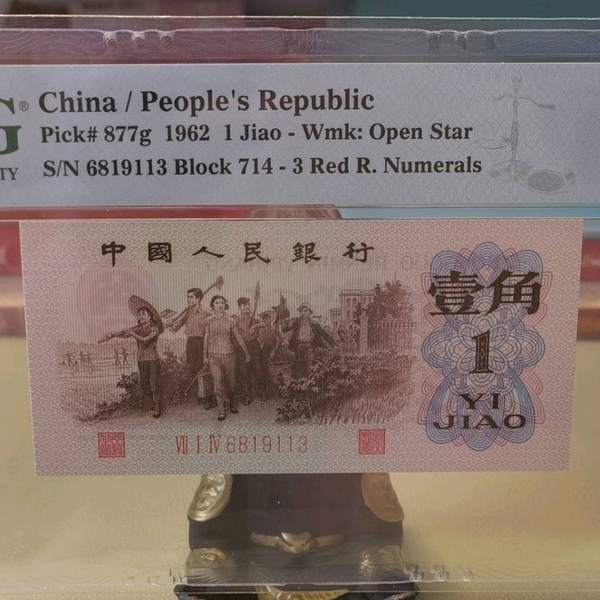 G®
TY
China / People's Republic
Pick# 877g 1962 1 Jiao - Wmk: Open Star
S/N 6819113 Block 714 - 3 Red R. Numerals
中國人民銀行
壹角
1
YI
JIAO
VII I IV 6819113